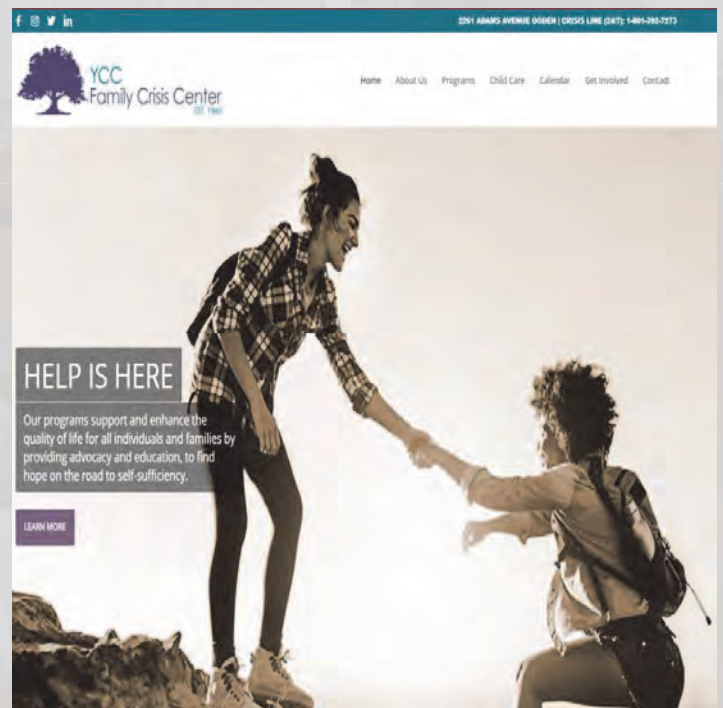 2261 ADAMS AVENUE OGDEN | CRISIS LINE (24/7): 1-801-392-7273
YCC
Family Crisis Center
EST. 1945
Home About Us Programs Child Care Calendar Get Involved Contact
HELP IS HERE
Our programs support and enhance the
quality of life for all individuals and families by
providing advocacy and education, to find
hope on the road to self-sufficiency.
LEARN MORE